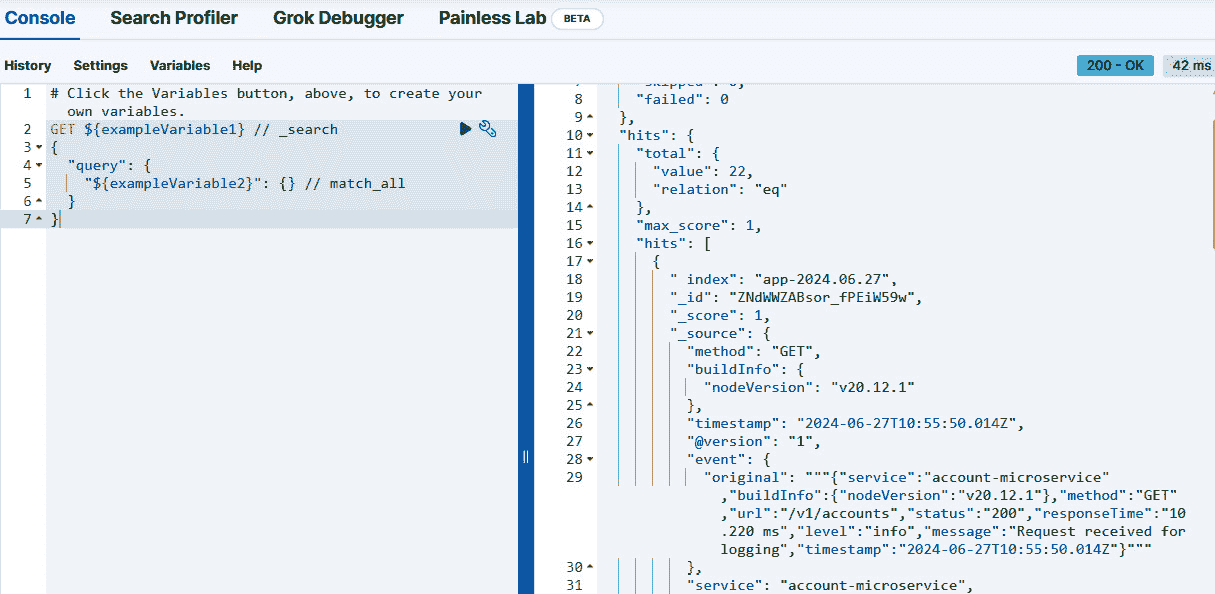 Console Search Profiler Grok Debugger Painless Lab BETA
History Settings Variables Help 200 - OK 42 ms
1 # Click the Variables button, above, to create your
own variables.
2 GET ${exampleVariable1} // _search
3 {
4 "query": {
5 "${exampleVariable2}": {} // match_all
6 }
7 }
8 "failed": 0
9 },
10 "hits": {
11 "total": {
12 "value": 22,
13 "relation": "eq"
14 },
15 "max_score": 1,
16 "hits": [
17 {
18 "_index": "app-2024.06.27",
19 "_id": "ZNdWWZABsor_fPEiW59w",
20 "_score": 1,
21 "_source": {
22 "method": "GET",
23 "buildInfo": {
24 "nodeVersion": "v20.12.1"
25 },
26 "timestamp": "2024-06-27T10:55:50.014Z",
27 "@version": "1",
28 "event": {
29 "original": """{"service":"account-microservice"
,"buildInfo":{"nodeVersion":"v20.12.1"},"method":"GET"
,"url":"/v1/accounts","status":"200","responseTime":"10
.220 ms","level":"info","message":"Request received for
logging","timestamp":"2024-06-27T10:55:50.014Z"}"""
30 },
31 "service": "account-microservice",